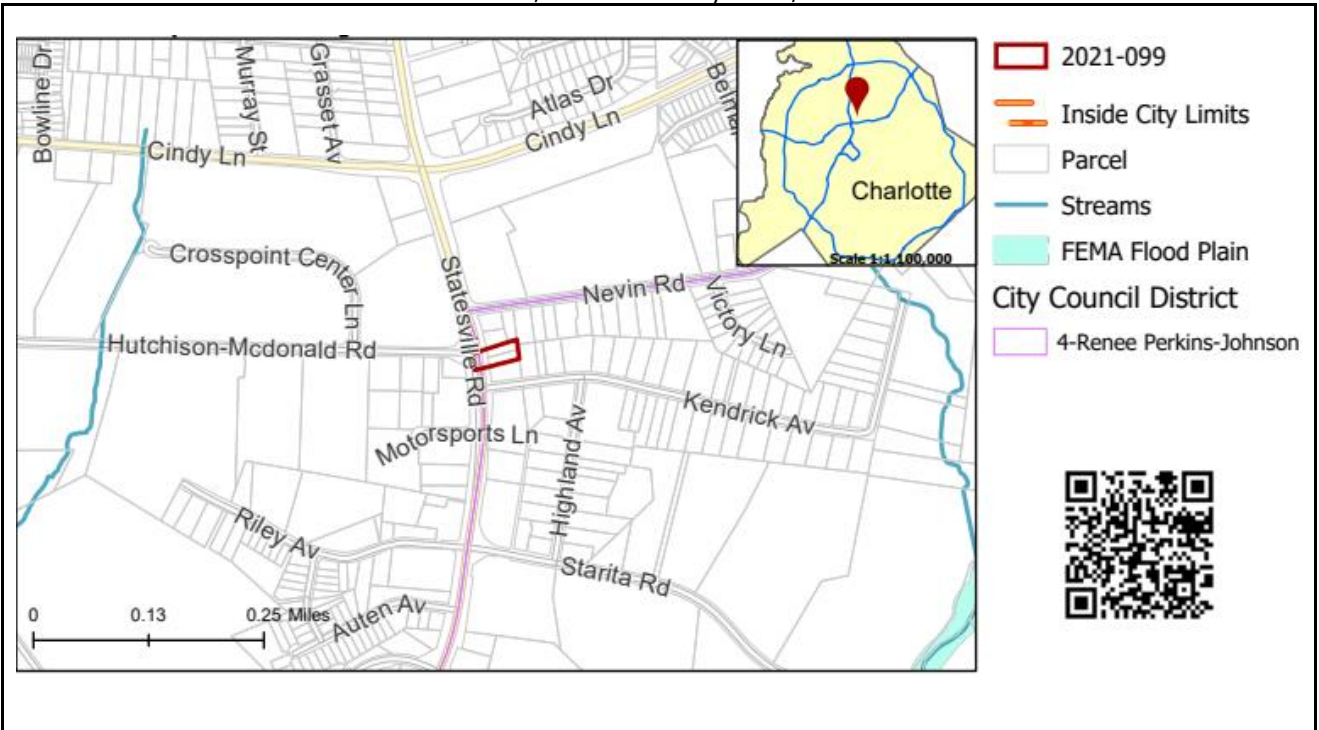 Bowline Dr
Murray St
Grasset Av
Atlas Dr
Cindy Ln
Cindy Ln
Crosspoint Center Ln
Statesville Rd
Nevin Rd
Victory Ln
Hutchison-Mcdonald Rd
Kendrick Av
Motorsports Ln
Highland Av
Riley Av
Starita Rd
Auten Av
0 0.13 0.25 Miles
Charlotte
Scale 1:1,100,000
2021-099
Inside City Limits
Parcel
Streams
FEMA Flood Plain
City Council District
4-Renee Perkins-Johnson